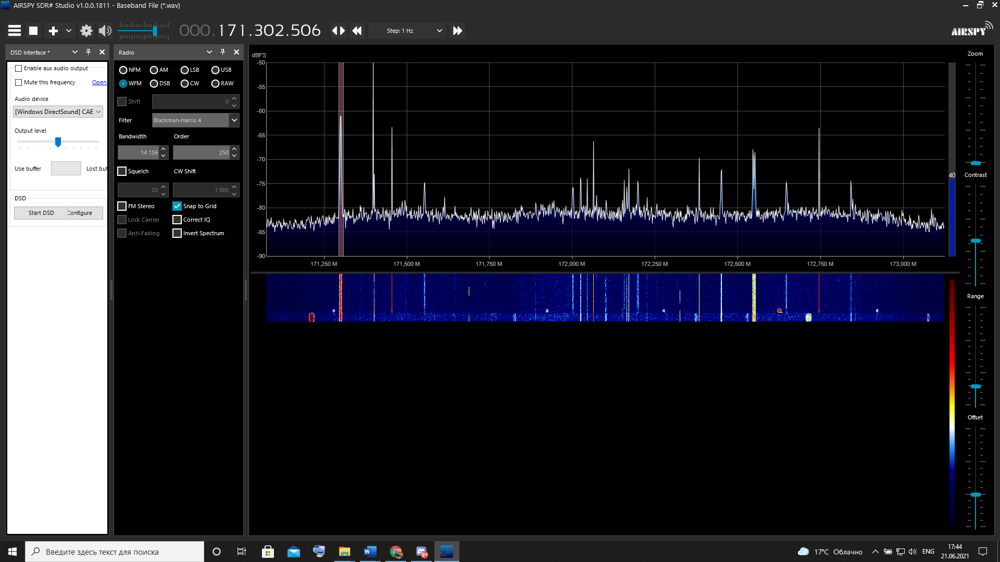 AIRSPY SDR# Studio v1.0.0.1811 - Baseband File (*.wav)
000.171.302.506
Step: 1 Hz
AIRSPY
DSD Interface *
Enable aux audio output
Mute this frequency
Open
Audio device
[Windows DirectSound] CAB
Output level
Use buffer
Lost buf
DSD
Start DSD
Configure
Radio
NFM
AM
LSB
USB
WFM
DSB
CW
RAW
Shift
0
Filter
Blackman-Harris 4
Bandwidth
Order
14 156
250
Squelch
CW Shift
20
1 000
FM Stereo
Snap to Grid
Lock Carrier
Correct IQ
Anti-Fading
Invert Spectrum
dBFS
-50
-55
-60
-65
-70
-75
-80
-85
-90
171,250 M
171,500 M
171,750 M
172,000 M
172,250 M
172,500 M
172,750 M
173,000 M
40
Zoom
Contrast
Range
Offset
Введите здесь текст для поиска
9+
17°C Облачно
ENG
17:44
21.06.2021